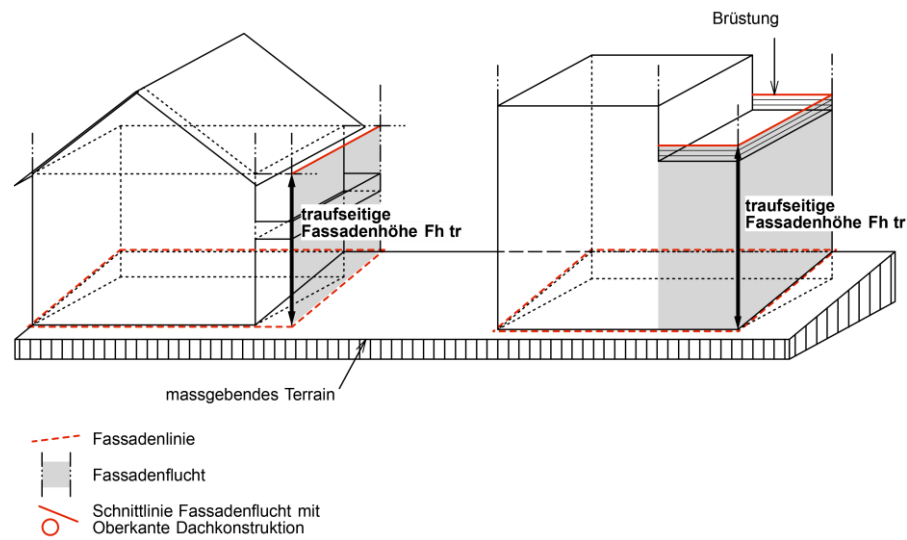 Brüstung
traufseitige
Fassadenhöhe Fh tr
traufseitige
Fassadenhöhe Fh tr
massgebendes Terrain
Fassadenlinie
Fassadenflucht
Schnittlinie Fassadenflucht mit
Oberkante Dachkonstruktion